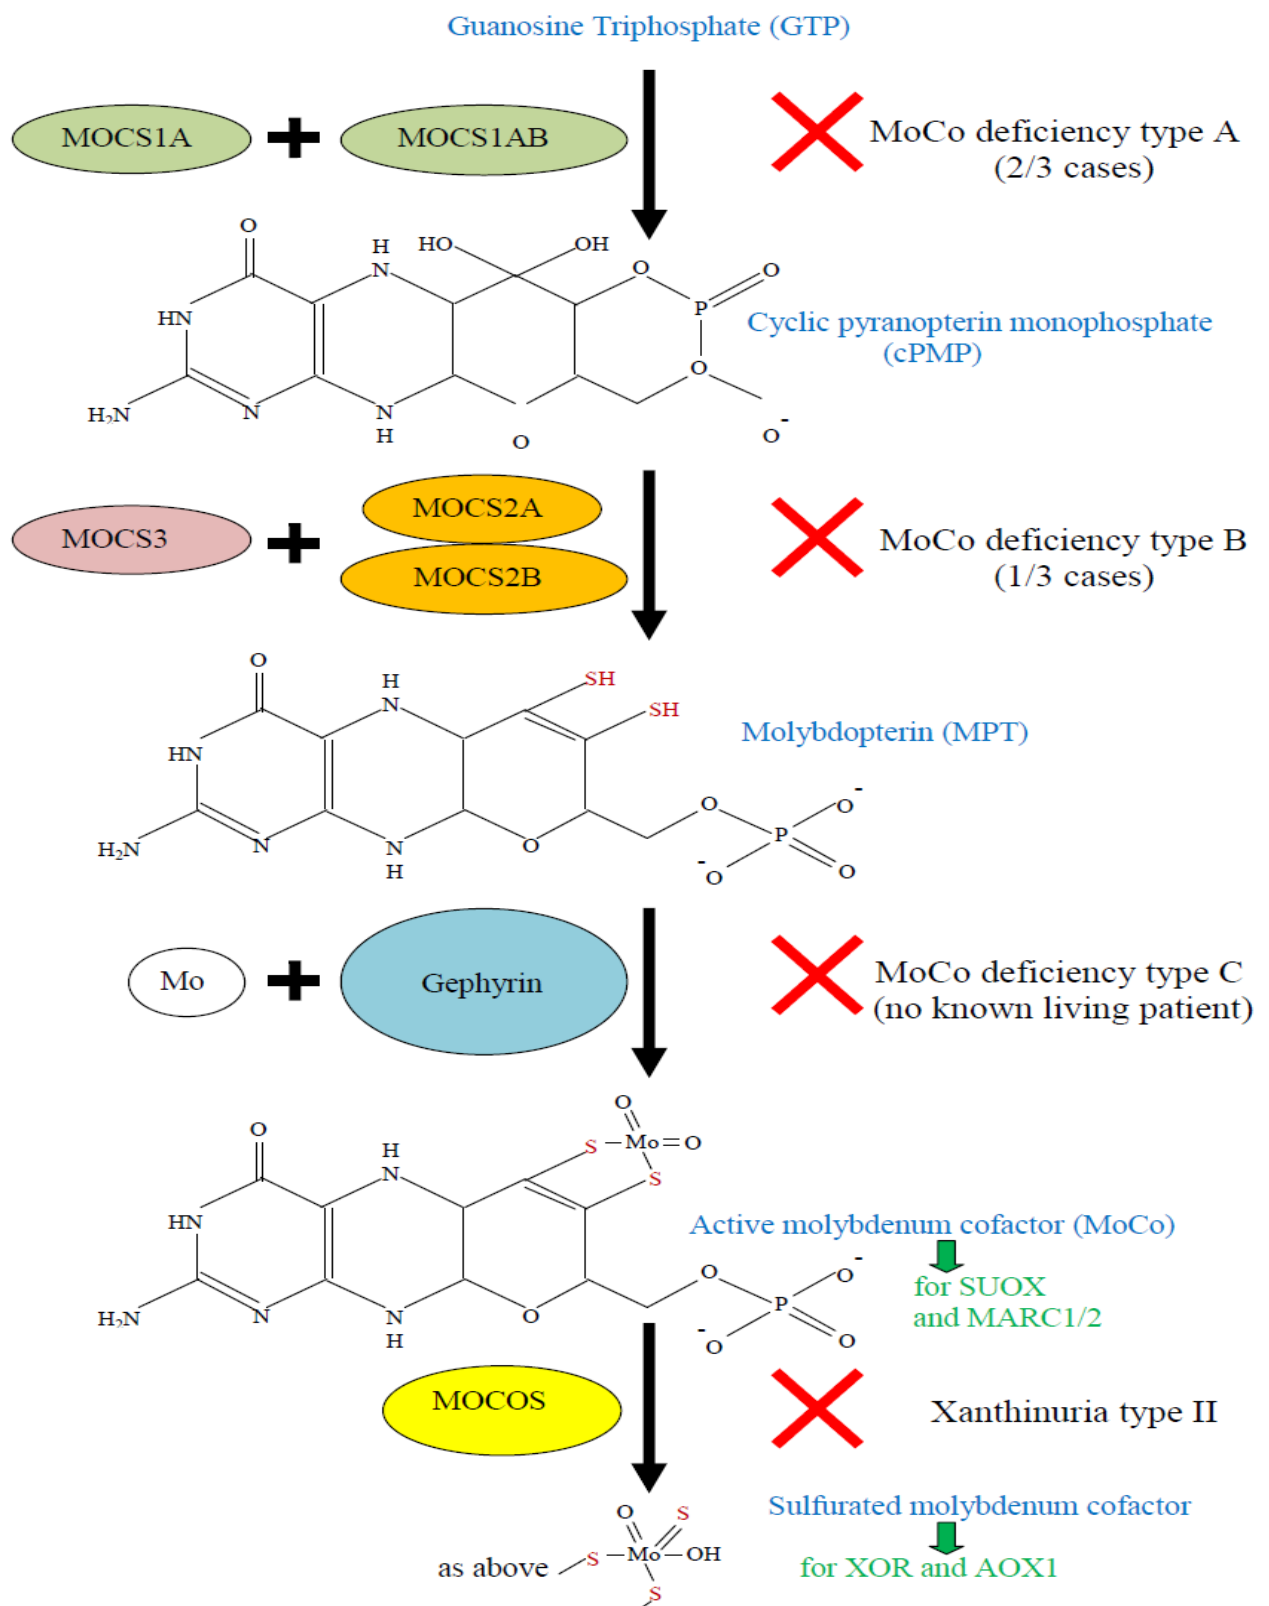 Guanosine Triphosphate (GTP)
MOCS1A
MOCS1AB
MoCo deficiency type A
(2/3 cases)
O
H
N
HO
OH
O
O
P
HN
O
H₂N
N
N
H
O
O⁻
Cyclic pyranopterin monophosphate
(cPMP)
MOCS3
MOCS2A
MOCS2B
MoCo deficiency type B
(1/3 cases)
O
H
N
SH
SH
HN
Molybdopterin (MPT)
O
O⁻
P
H₂N
N
N
H
O
⁻O
O
Mo
Gephyrin
MoCo deficiency type C
(no known living patient)
O
O
H
N
S
Mo
O
S
HN
Active molybdenum cofactor (MoCo)
for SUOX
and MARC1/2
O
O⁻
P
H₂N
N
N
H
O
⁻O
O
MOCOS
Xanthinuria type II
Sulfurated molybdenum cofactor
for XOR and AOX1
O
S
as above
S
Mo
OH
S